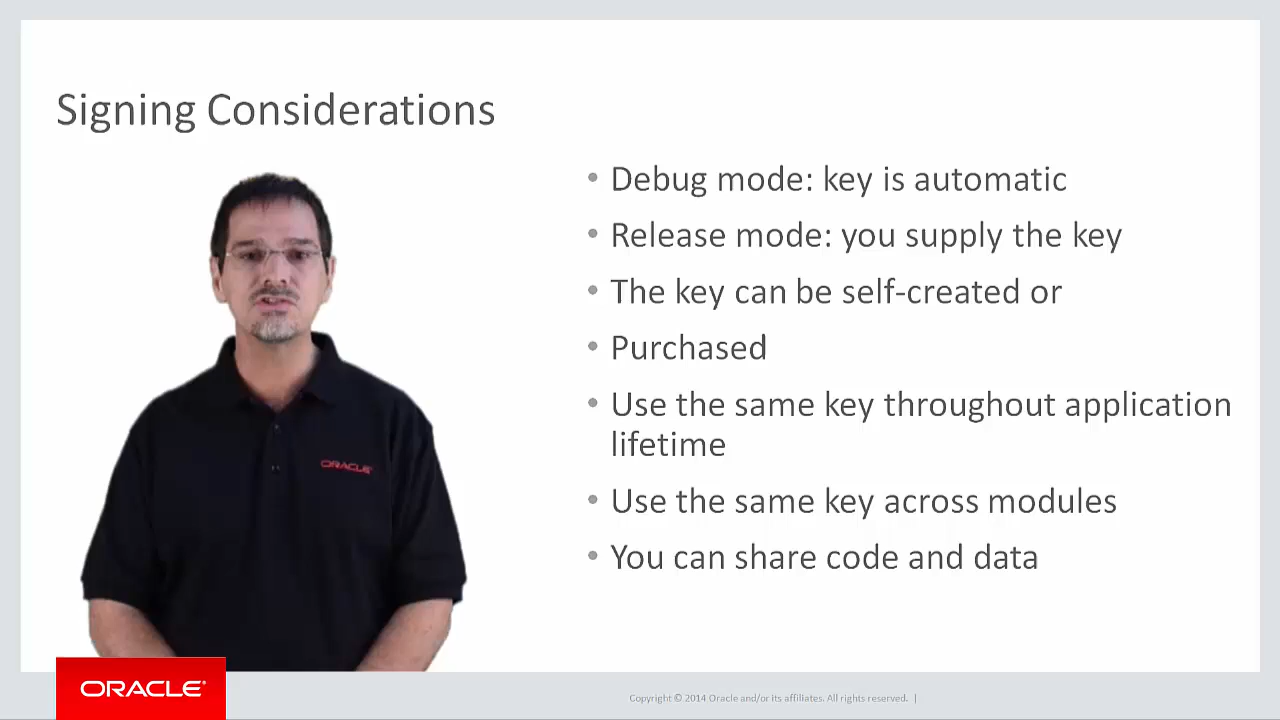 Signing Considerations
• Debug mode: key is automatic
• Release mode: you supply the key
• The key can be self-created or
• Purchased
• Use the same key throughout application
lifetime
• Use the same key across modules
• You can share code and data
ORACLE
ORACLE®
Copyright © 2014 Oracle and/or its affiliates. All rights reserved. |